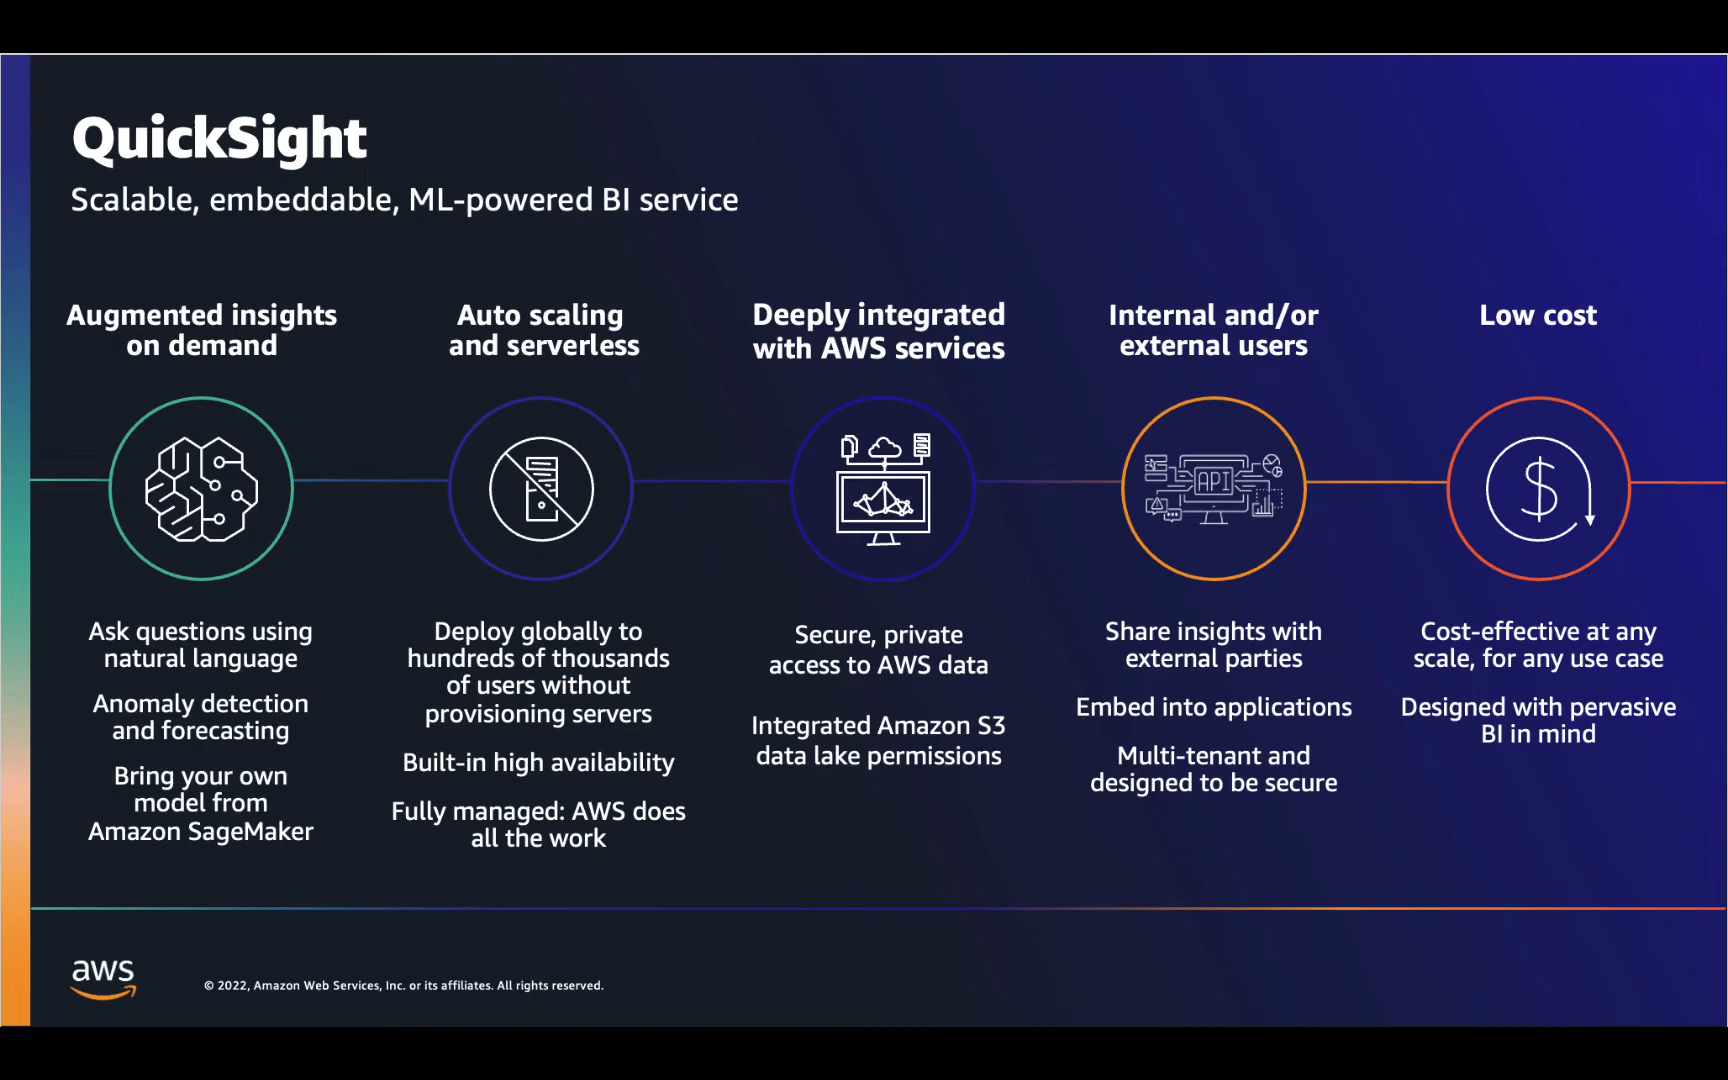 QuickSight
Scalable, embeddable, ML-powered BI service
Augmented insights
on demand
Ask questions using
natural language
Anomaly detection
and forecasting
Bring your own
model from
Amazon SageMaker
Auto scaling
and serverless
Deploy globally to
hundreds of thousands
of users without
provisioning servers
Built-in high availability
Fully managed: AWS does
all the work
Deeply integrated
with AWS services
Secure, private
access to AWS data
Integrated Amazon S3
data lake permissions
Internal and/or
external users
API
Share insights with
external parties
Embed into applications
Multi-tenant and
designed to be secure
Low cost
$
Cost-effective at any
scale, for any use case
Designed with pervasive
BI in mind
aws
© 2022, Amazon Web Services, Inc. or its affiliates. All rights reserved.